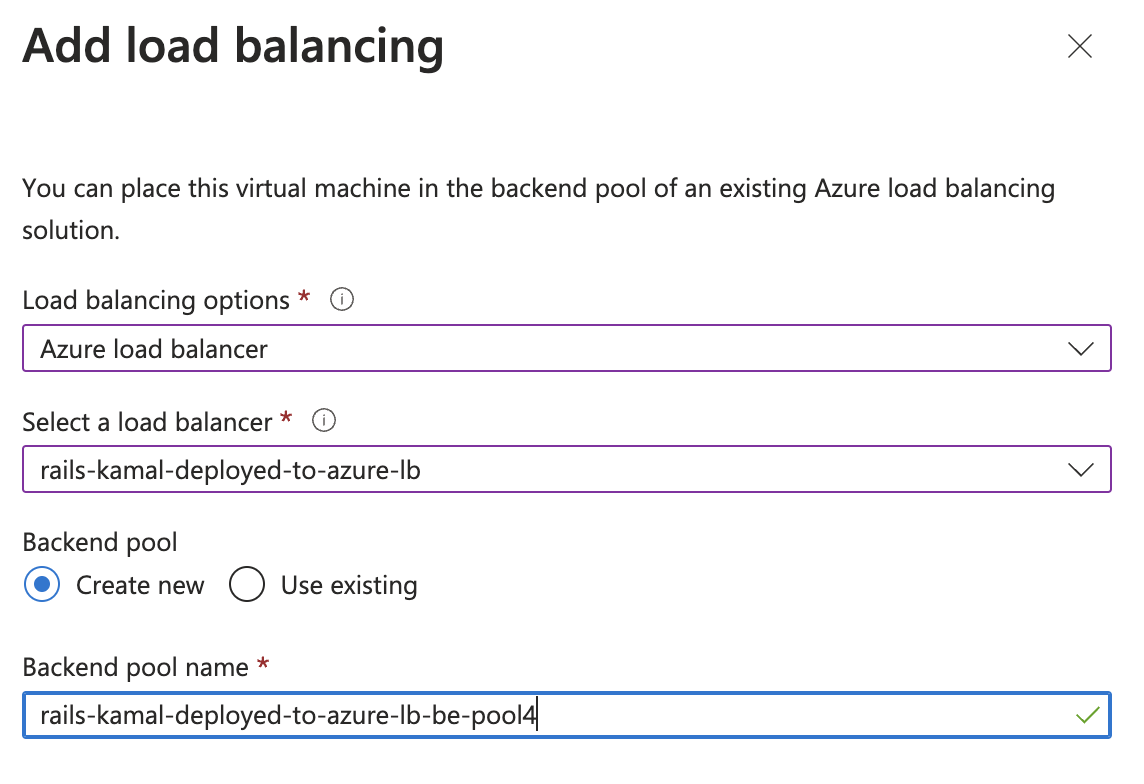 Add load balancing
You can place this virtual machine in the backend pool of an existing Azure load balancing
solution.
Load balancing options *
Azure load balancer
Select a load balancer *
rails-kamal-deployed-to-azure-lb
Backend pool
Create new Use existing
Backend pool name *
rails-kamal-deployed-to-azure-lb-be-pool4